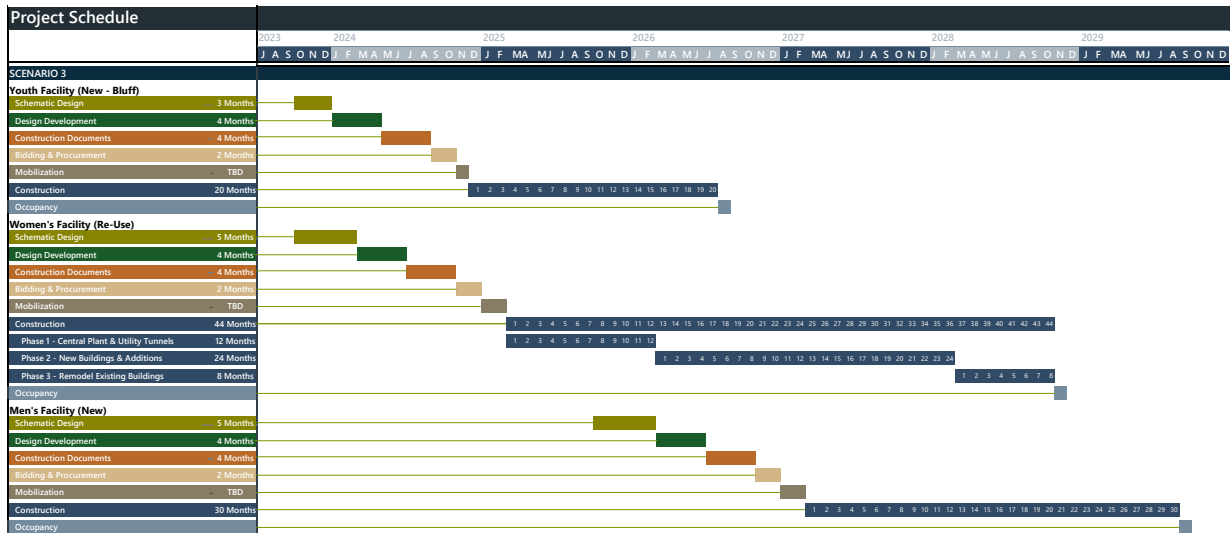 Project Schedule
2023 2024 2025 2026 2027 2028 2029
J A S O N D J F M A M J J A S O N D J F MA MJ J A S O N D J F M A M J J A S O N D J F MA MJ J A S O N D J F M A M J J A S O N D J F MA MJ J A S O N D
SCENARIO 3
Youth Facility (New - Bluff)
Schematic Design 3 Months
Design Development 4 Months
Construction Documents 4 Months
Bidding & Procurement 2 Months
Mobilization - TBD
Construction 20 Months 1 2 3 4 5 6 7 8 9 10 11 12 13 14 15 16 17 18 19 20
Occupancy
Women's Facility (Re-Use)
Schematic Design 5 Months
Design Development 4 Months
Construction Documents 4 Months
Bidding & Procurement 2 Months
Mobilization - TBD
Construction 44 Months 1 2 3 4 5 6 7 8 9 10 11 12 13 14 15 16 17 18 19 20 21 22 23 24 25 26 27 28 29 30 31 32 33 34 35 36 37 38 39 40 41 42 43 44
Phase 1 - Central Plant & Utility Tunnels 12 Months 1 2 3 4 5 6 7 8 9 10 11 12
Phase 2 - New Buildings & Additions 24 Months 1 2 3 4 5 6 7 8 9 10 11 12 13 14 15 16 17 18 19 20 21 22 23 24
Phase 3 - Remodel Existing Buildings 8 Months 1 2 3 4 5 6 7 8
Occupancy
Men's Facility (New)
Schematic Design 5 Months
Design Development 4 Months
Construction Documents 4 Months
Bidding & Procurement 2 Months
Mobilization - TBD
Construction 30 Months 1 2 3 4 5 6 7 8 9 10 11 12 13 14 15 16 17 18 19 20 21 22 23 24 25 26 27 28 29 30
Occupancy